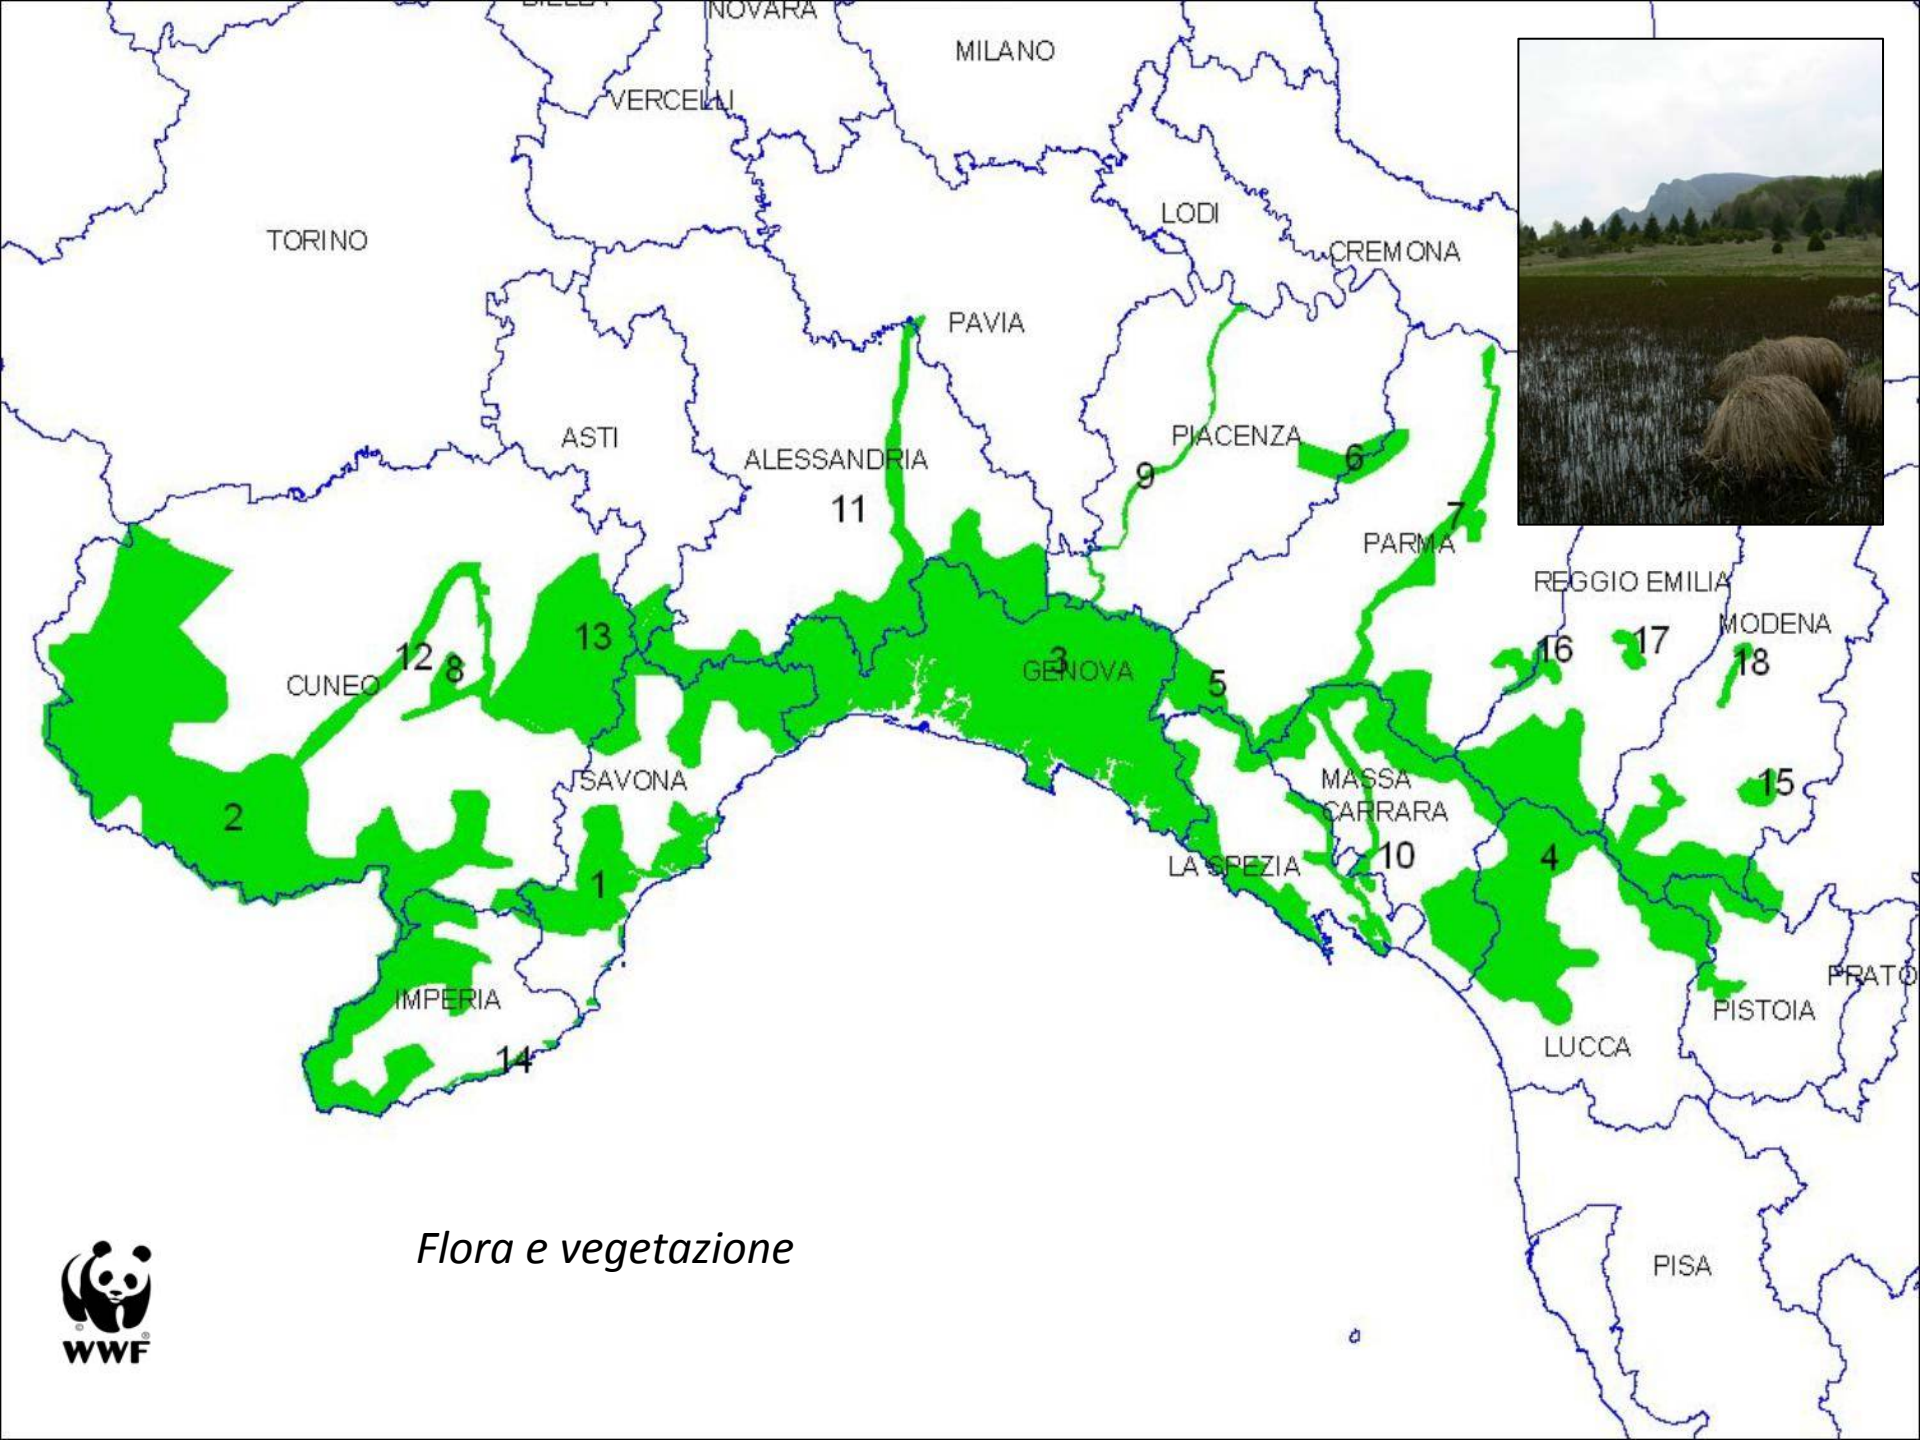 BIELLA
NOVARA
MILANO
VERCELLI
LODI
TORINO
CREMONA
PAVIA
ASTI
PIACENZA
6
ALESSANDRIA
9
11
7
PARMA
REGGIO EMILIA
MODENA
13
17
16
12
8
3
18
GENOVA
CUNEO
5
SAVONA
MASSA
CARRARA
15
2
10
4
LA SPEZIA
1
PRATO
IMPERIA
PISTOIA
LUCCA
14
Flora e vegetazione
PISA
©
®
WWF